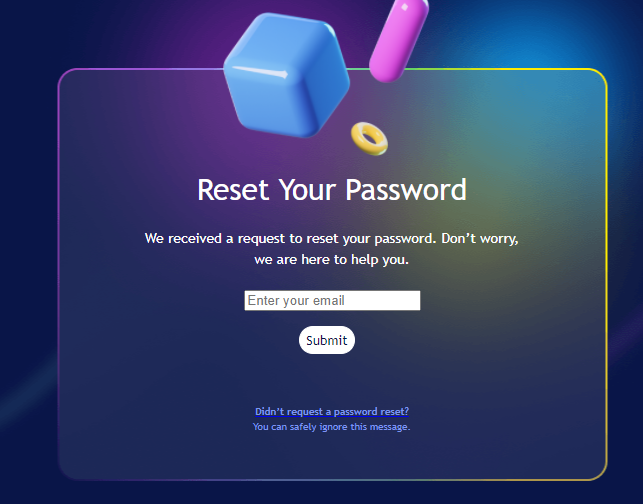 Reset Your Password
We received a request to reset your password. Don’t worry,
we are here to help you.
Enter your email
Submit
Didn’t request a password reset?
You can safely ignore this message.